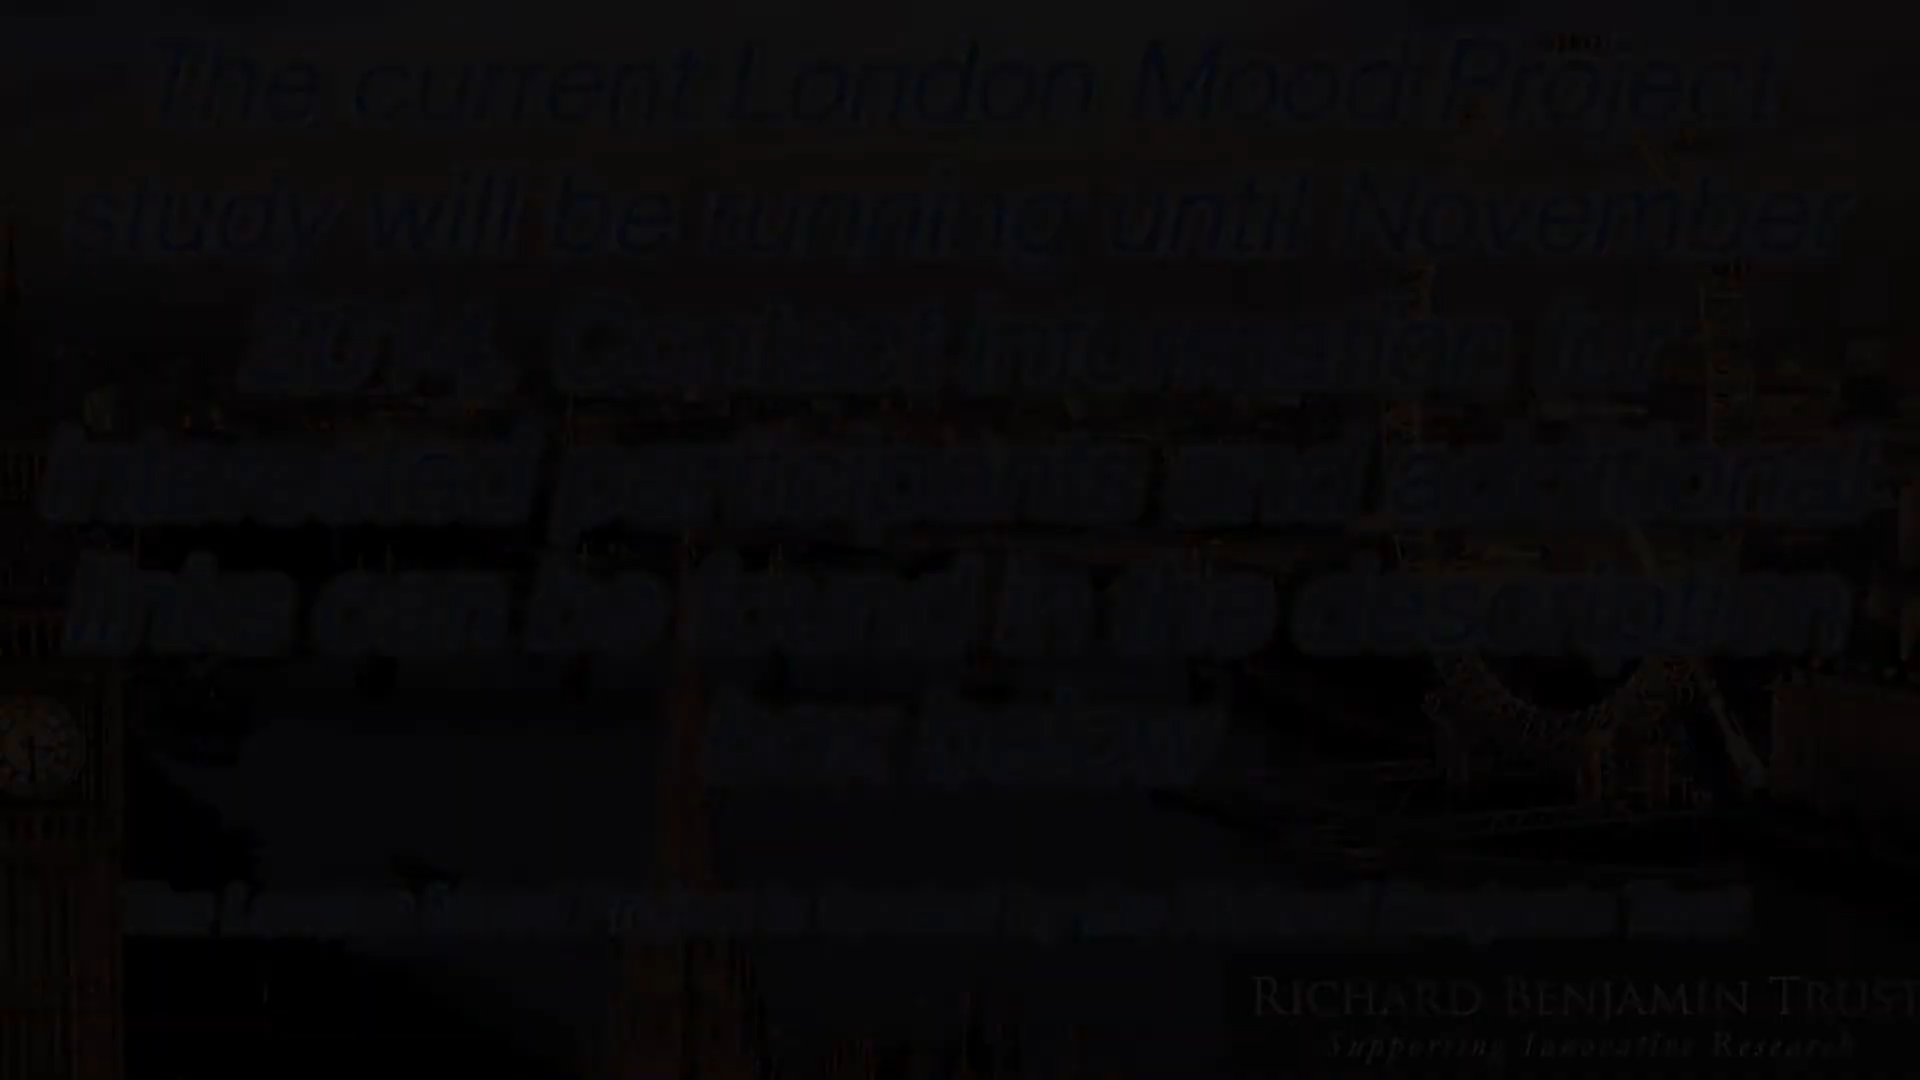 The current London Mood Project
study will be running until November
2014. Contact information for
interested participants and additional
links can be found in the description
box below
RICHARD BENJAMIN TRUST
Supporting Innovative Research